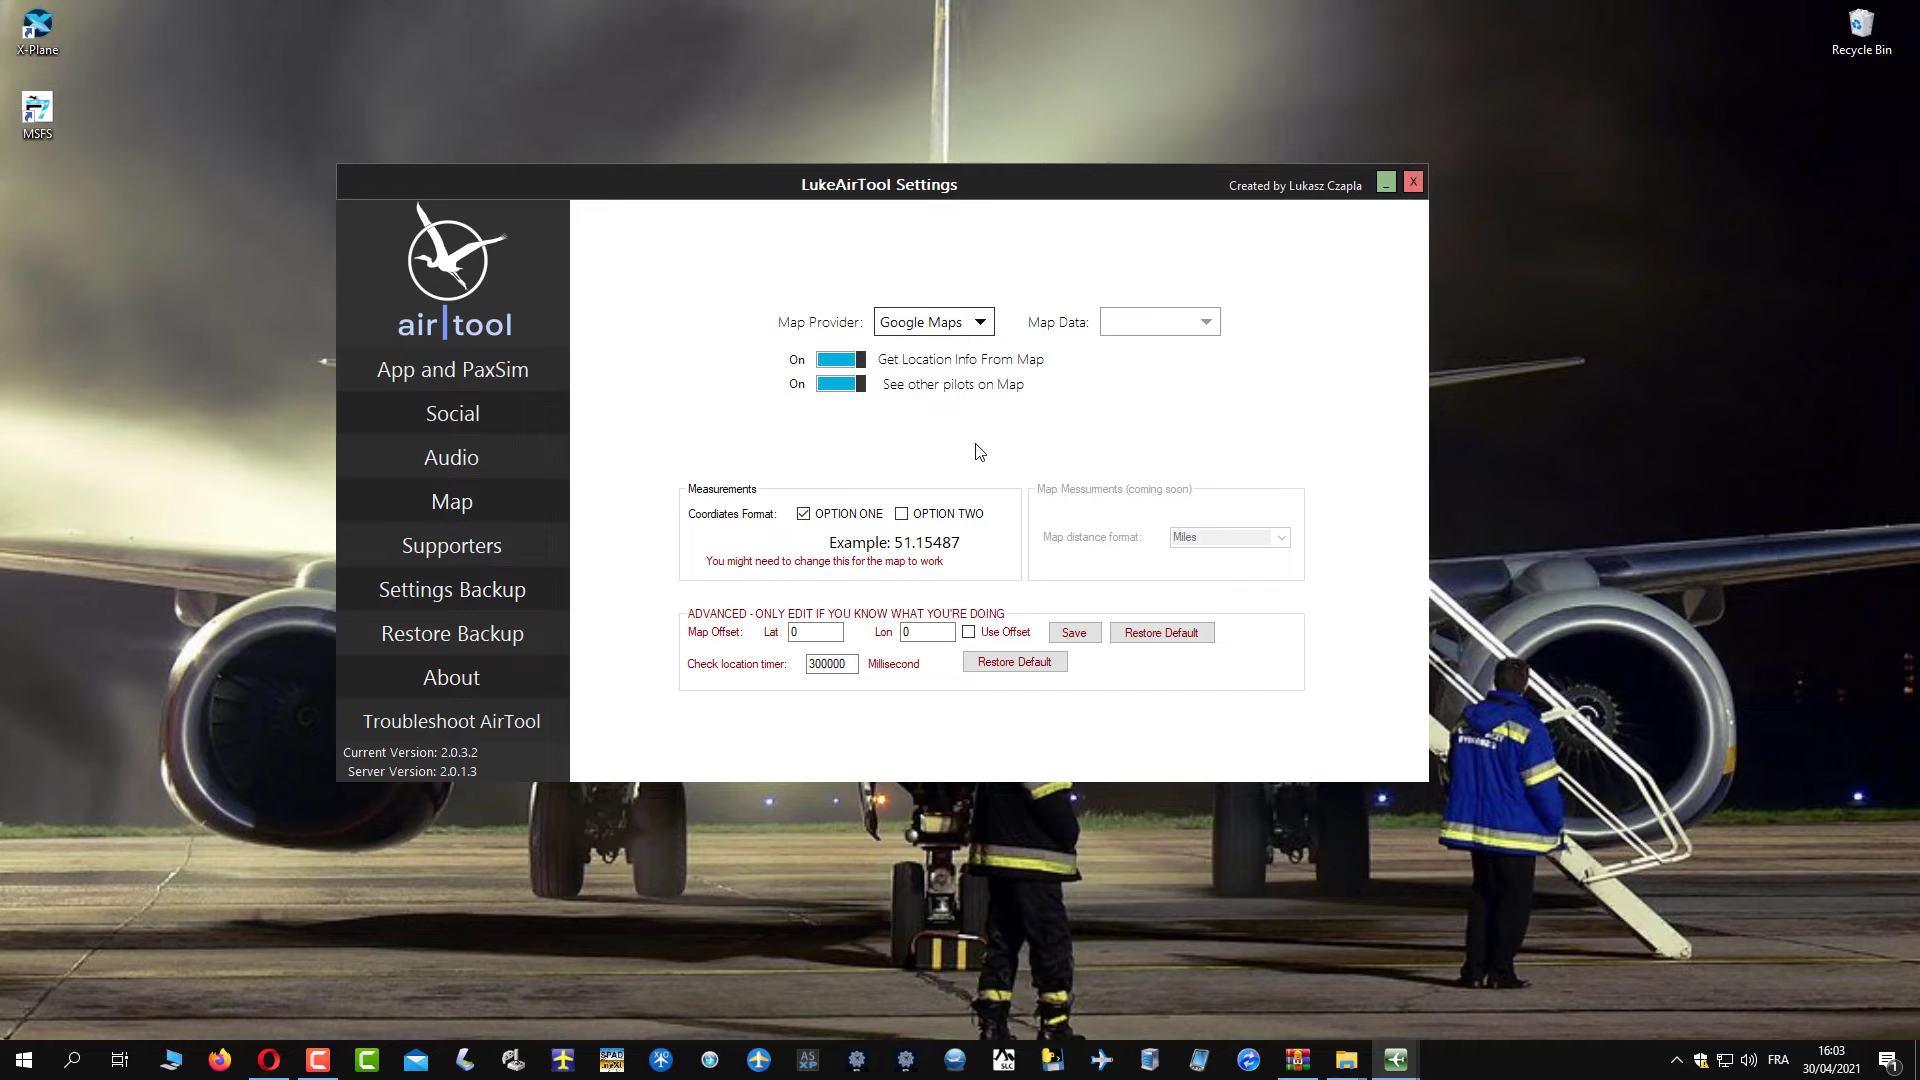 X-Plane
MSFS
Recycle Bin
LukeAirTool Settings
Created by Lukasz Czapla
_
X
air|tool
App and PaxSim
Social
Audio
Map
Supporters
Settings Backup
Restore Backup
About
Troubleshoot AirTool
Current Version: 2.0.3.2
Server Version: 2.0.1.3
Map Provider: Google Maps Map Data:
On Get Location Info From Map
On See other pilots on Map
Measurements
Coordiates Format: OPTION ONE OPTION TWO
Example: 51.15487
You might need to change this for the map to work
Map Messurments (coming soon)
Map distance format: Miles
ADVANCED - ONLY EDIT IF YOU KNOW WHAT YOU'RE DOING
Map Offset: Lat 0 Lon 0 Use Offset Save Restore Default
Check location timer: 300000 Millisecond Restore Default
SPAD
AS
XP
SLC
FRA
16:03
30/04/2021
1